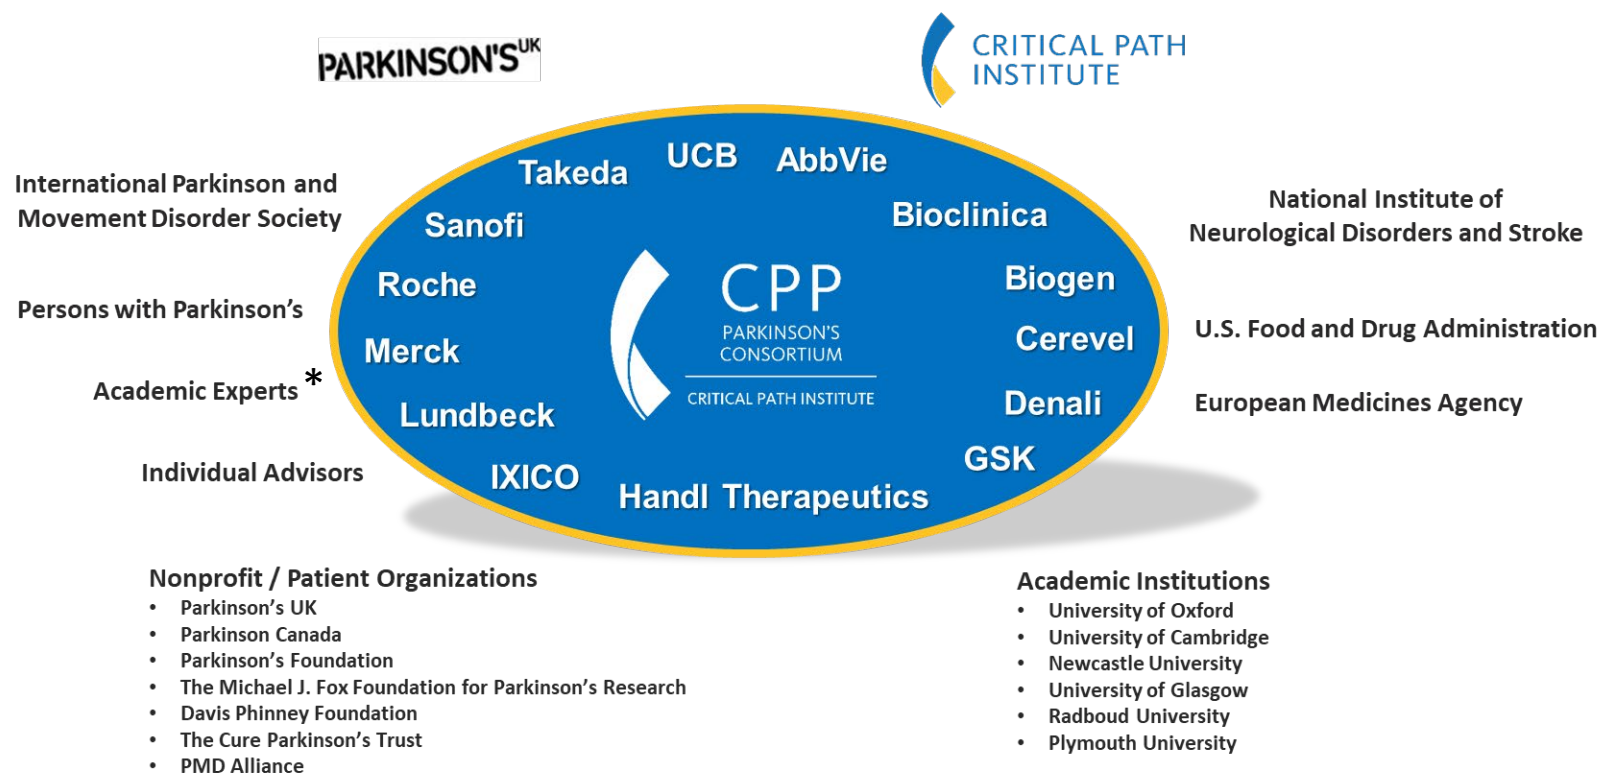 PARKINSON'S UK
CRITICAL PATH
INSTITUTE
International Parkinson and
Movement Disorder Society
Persons with Parkinson’s
Academic Experts *
Individual Advisors
Takeda
UCB
AbbVie
Sanofi
Bioclinica
Roche
Biogen
Merck
Cerevel
Lundbeck
Denali
IXICO
GSK
Handl Therapeutics
CPP
PARKINSON’S
CONSORTIUM
CRITICAL PATH INSTITUTE
National Institute of
Neurological Disorders and Stroke
U.S. Food and Drug Administration
European Medicines Agency
Nonprofit / Patient Organizations
• Parkinson’s UK
• Parkinson Canada
• Parkinson’s Foundation
• The Michael J. Fox Foundation for Parkinson’s Research
• Davis Phinney Foundation
• The Cure Parkinson’s Trust
• PMD Alliance
Academic Institutions
• University of Oxford
• University of Cambridge
• Newcastle University
• University of Glasgow
• Radboud University
• Plymouth University